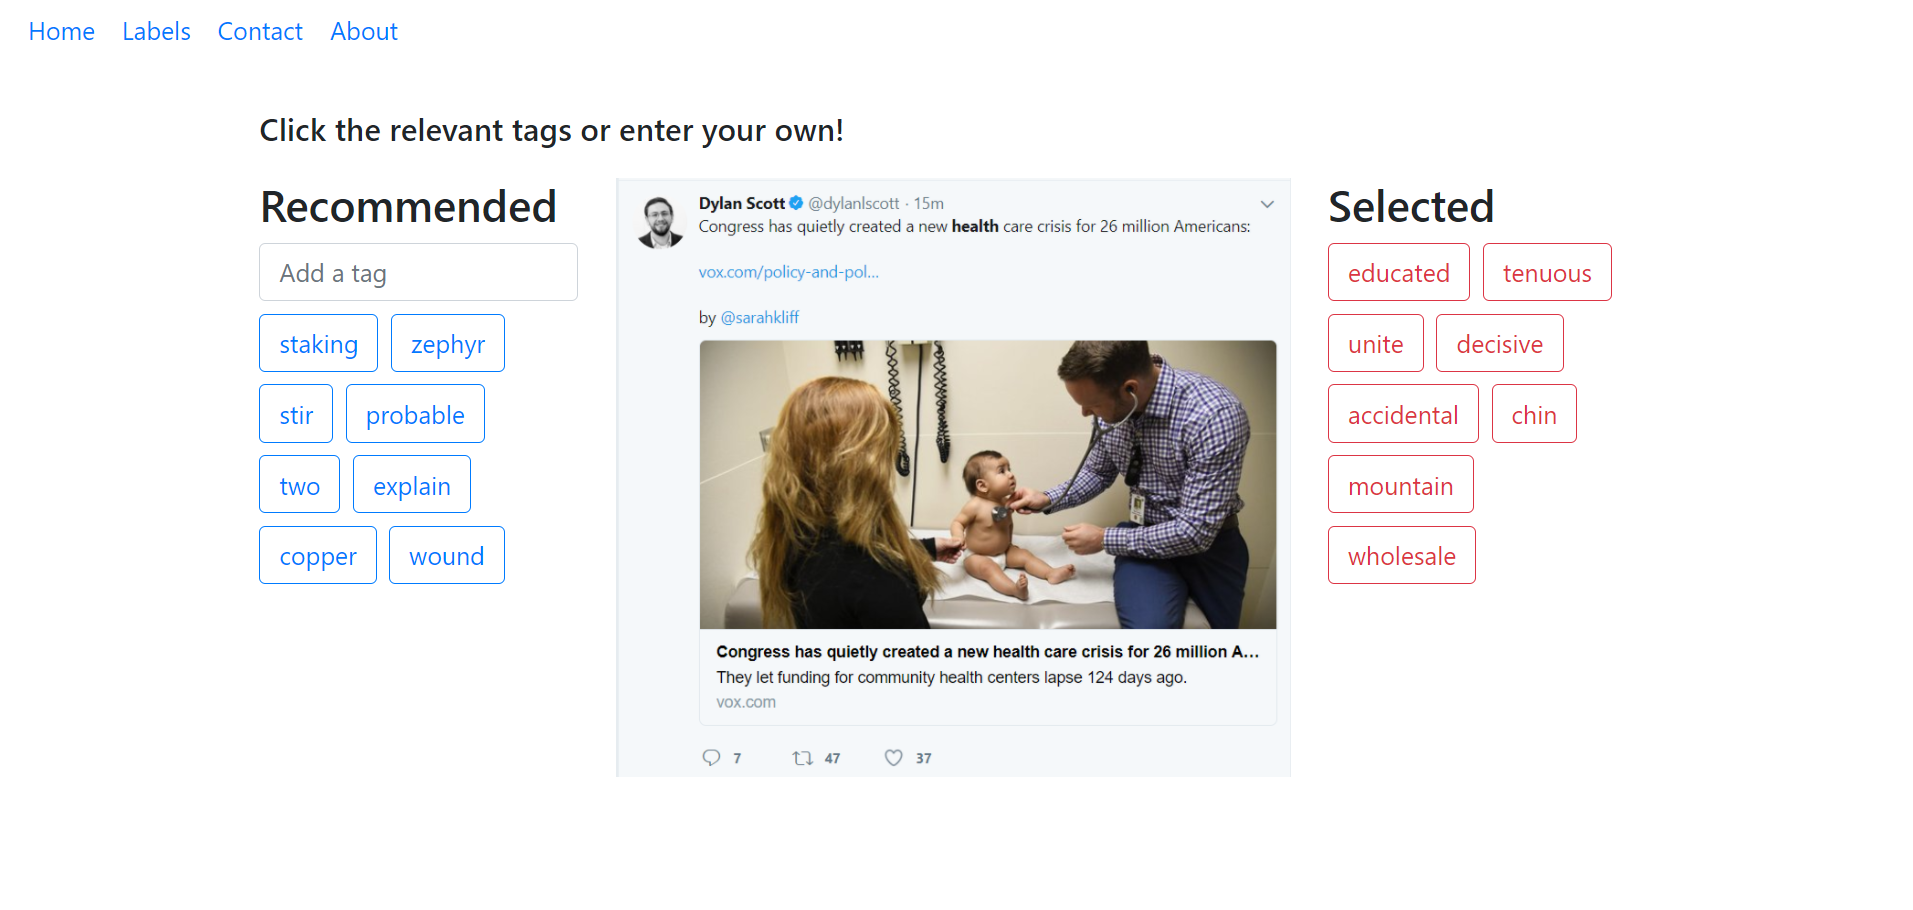 Home Labels Contact About
Click the relevant tags or enter your own!
Recommended
Add a tag
staking zephyr
stir probable
two explain
copper wound
Dylan Scott @dylanlscott · 15m
Congress has quietly created a new health care crisis for 26 million Americans:
vox.com/policy-and-pol...
by @sarahkliff
Congress has quietly created a new health care crisis for 26 million A...
They let funding for community health centers lapse 124 days ago.
vox.com
7 47 37
Selected
educated tenuous
unite decisive
accidental chin
mountain
wholesale